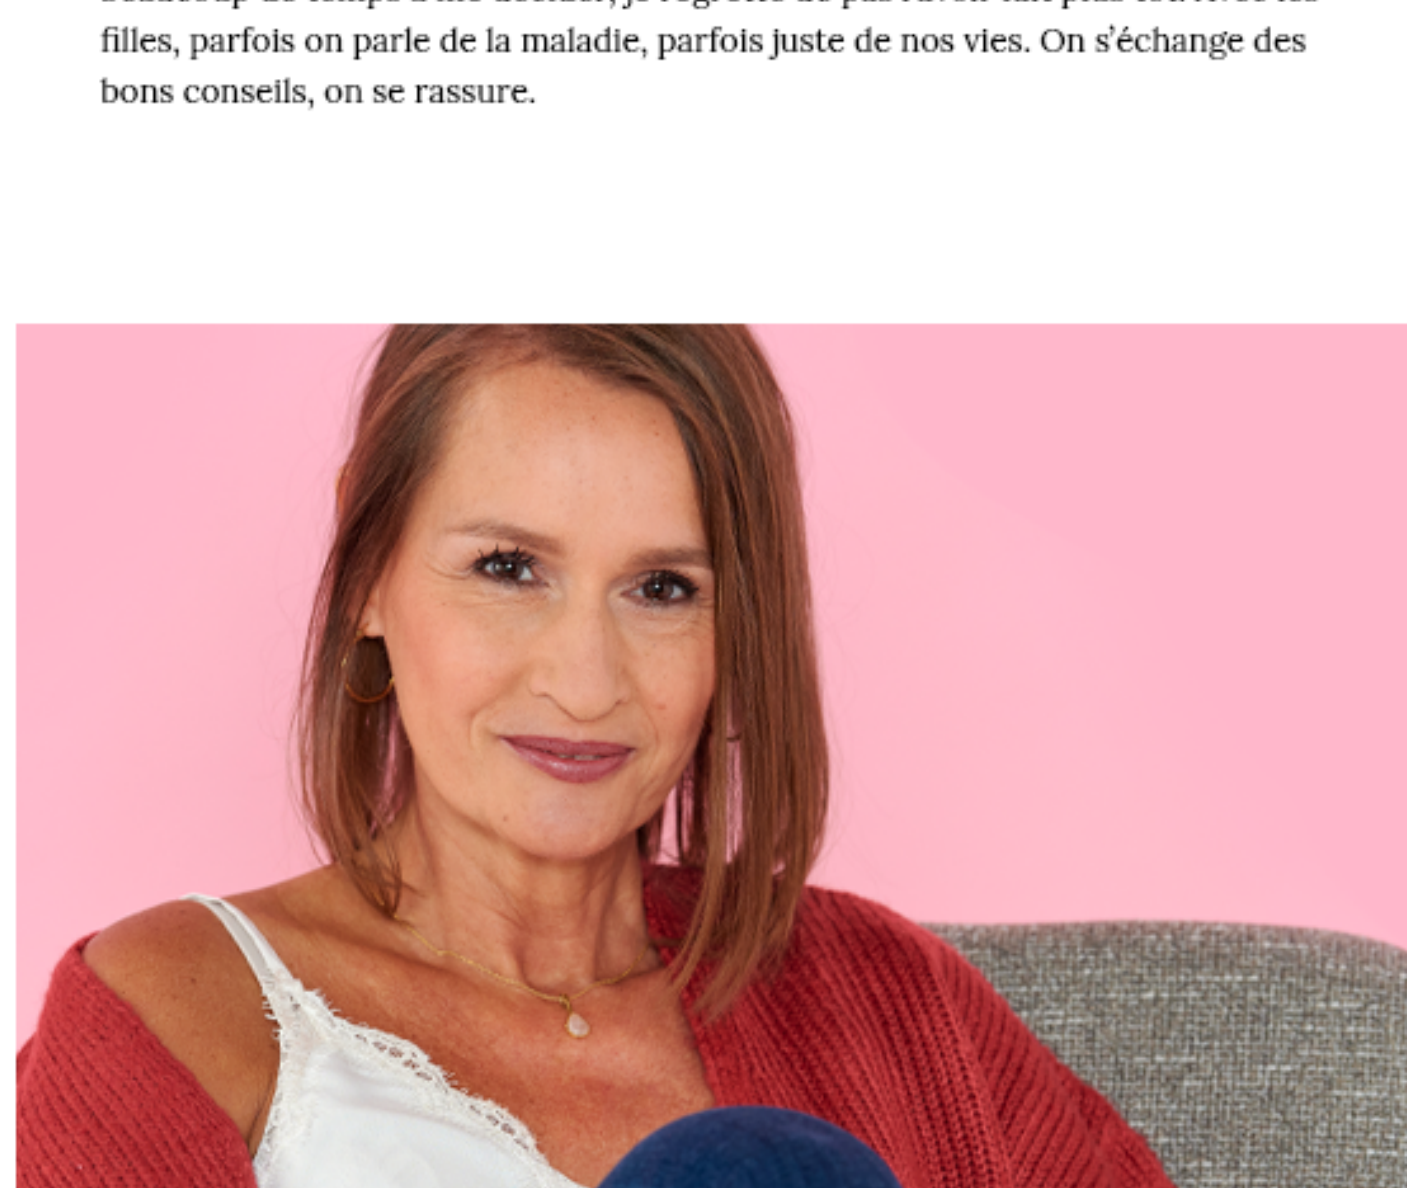 filles, parfois on parle de la maladie, parfois juste de nos vies. On s’échange des
bons conseils, on se rassure.